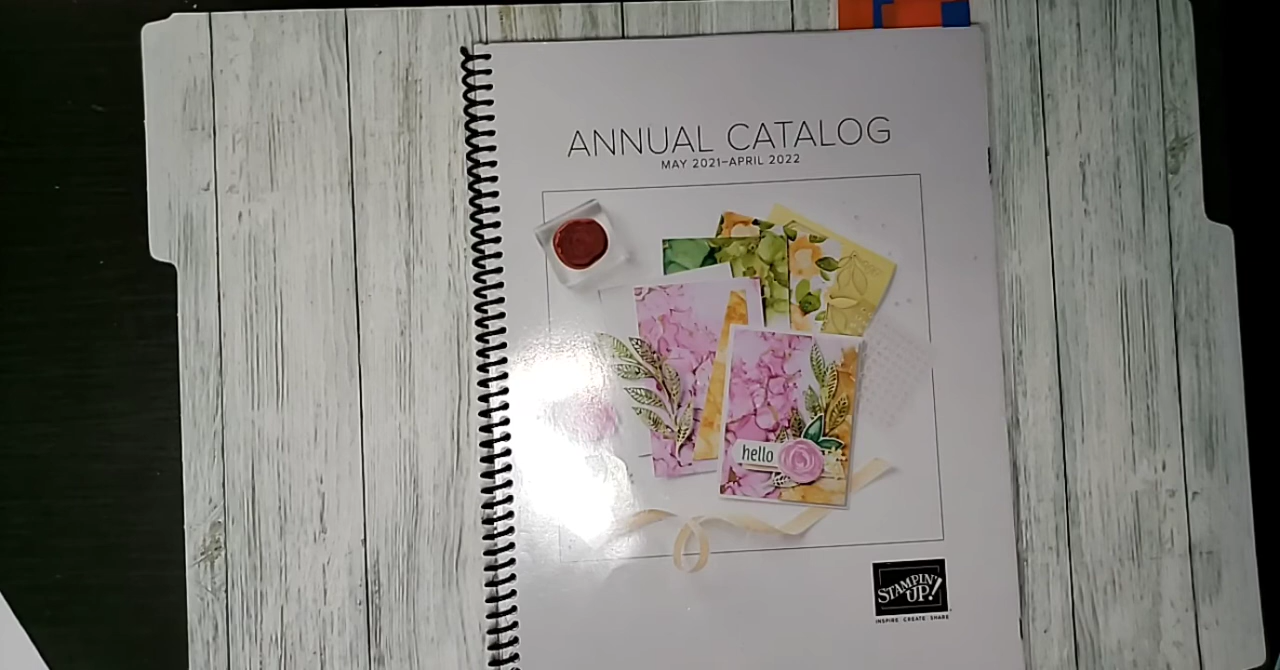 ANNUAL CATALOG
MAY 2021–APRIL 2022
hello
STAMPIN'
UP!
INSPIRE · CREATE · SHARE